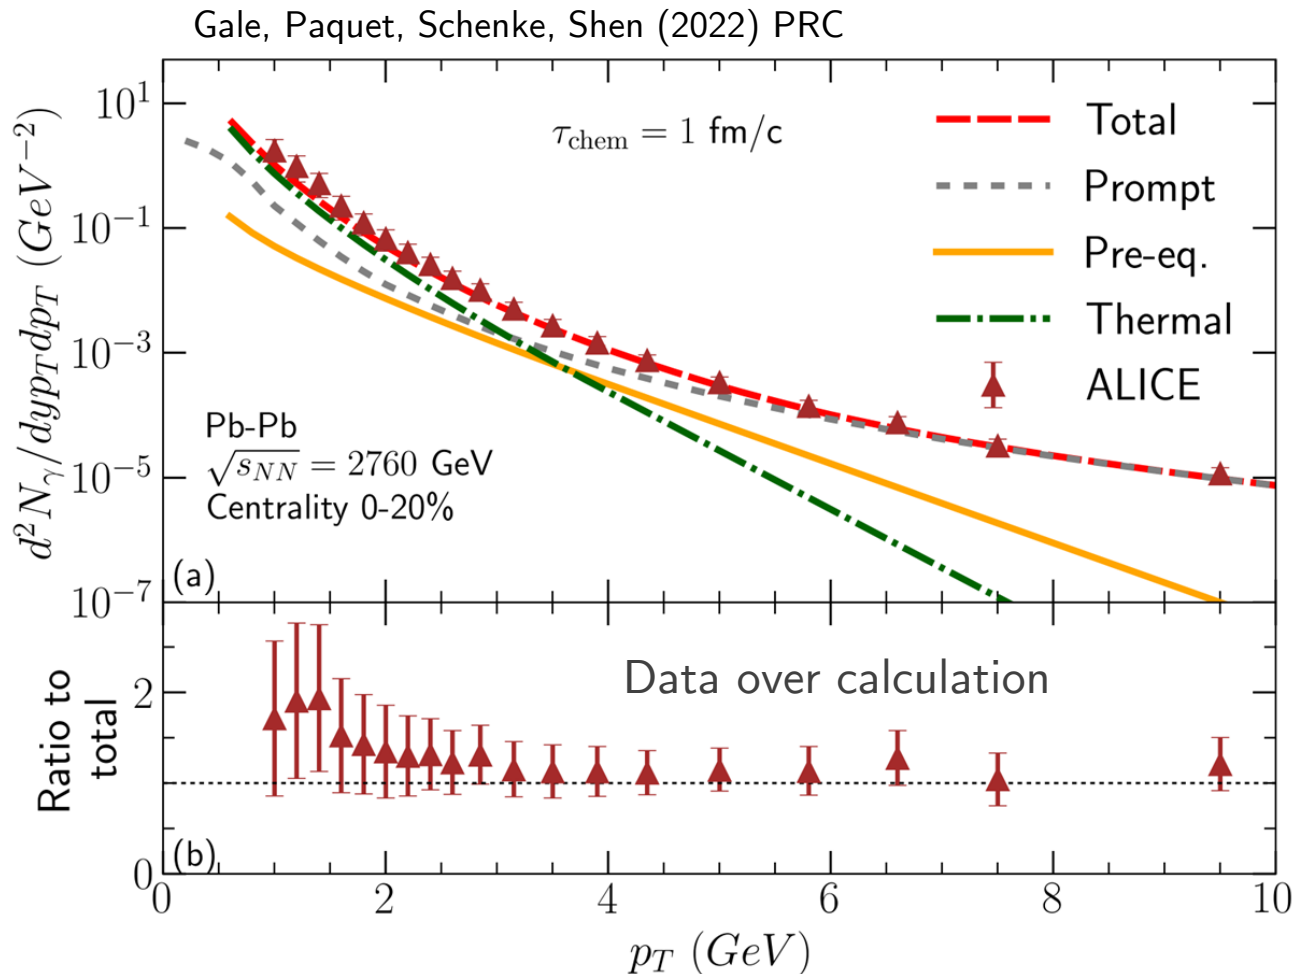 Gale, Paquet, Schenke, Shen (2022) PRC
10^1
10^{-1}
10^{-3}
10^{-5}
10^{-7}
d^2N_γ/dyp_Tdp_T (GeV^{-2})
τ_chem = 1 fm/c
Total
Prompt
Pre-eq.
Thermal
ALICE
Pb-Pb
√s_NN = 2760 GeV
Centrality 0-20%
(a)
Data over calculation
Ratio to
total
2
0
(b)
0 2 4 6 8 10
p_T (GeV)